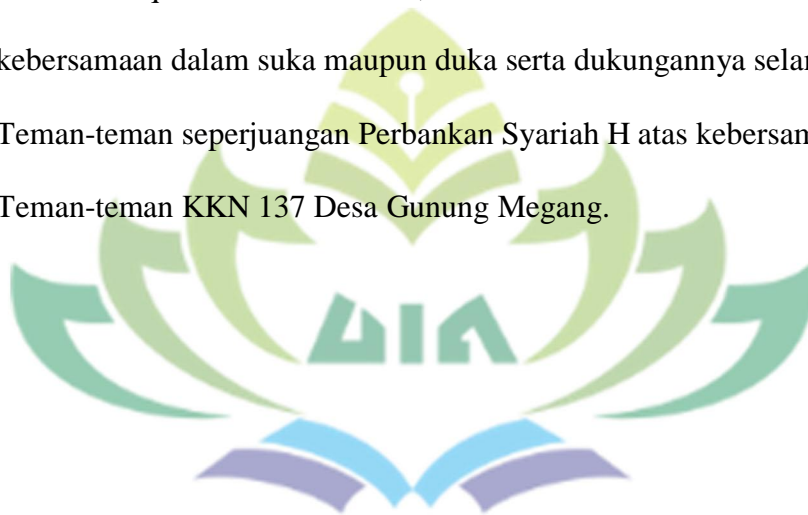 kebersamaan dalam suka maupun duka serta dukungannya
Teman-teman seperjuangan Perbankan Syariah H atas
Teman-teman KKN 137 Desa Gunung Megang.
UIN